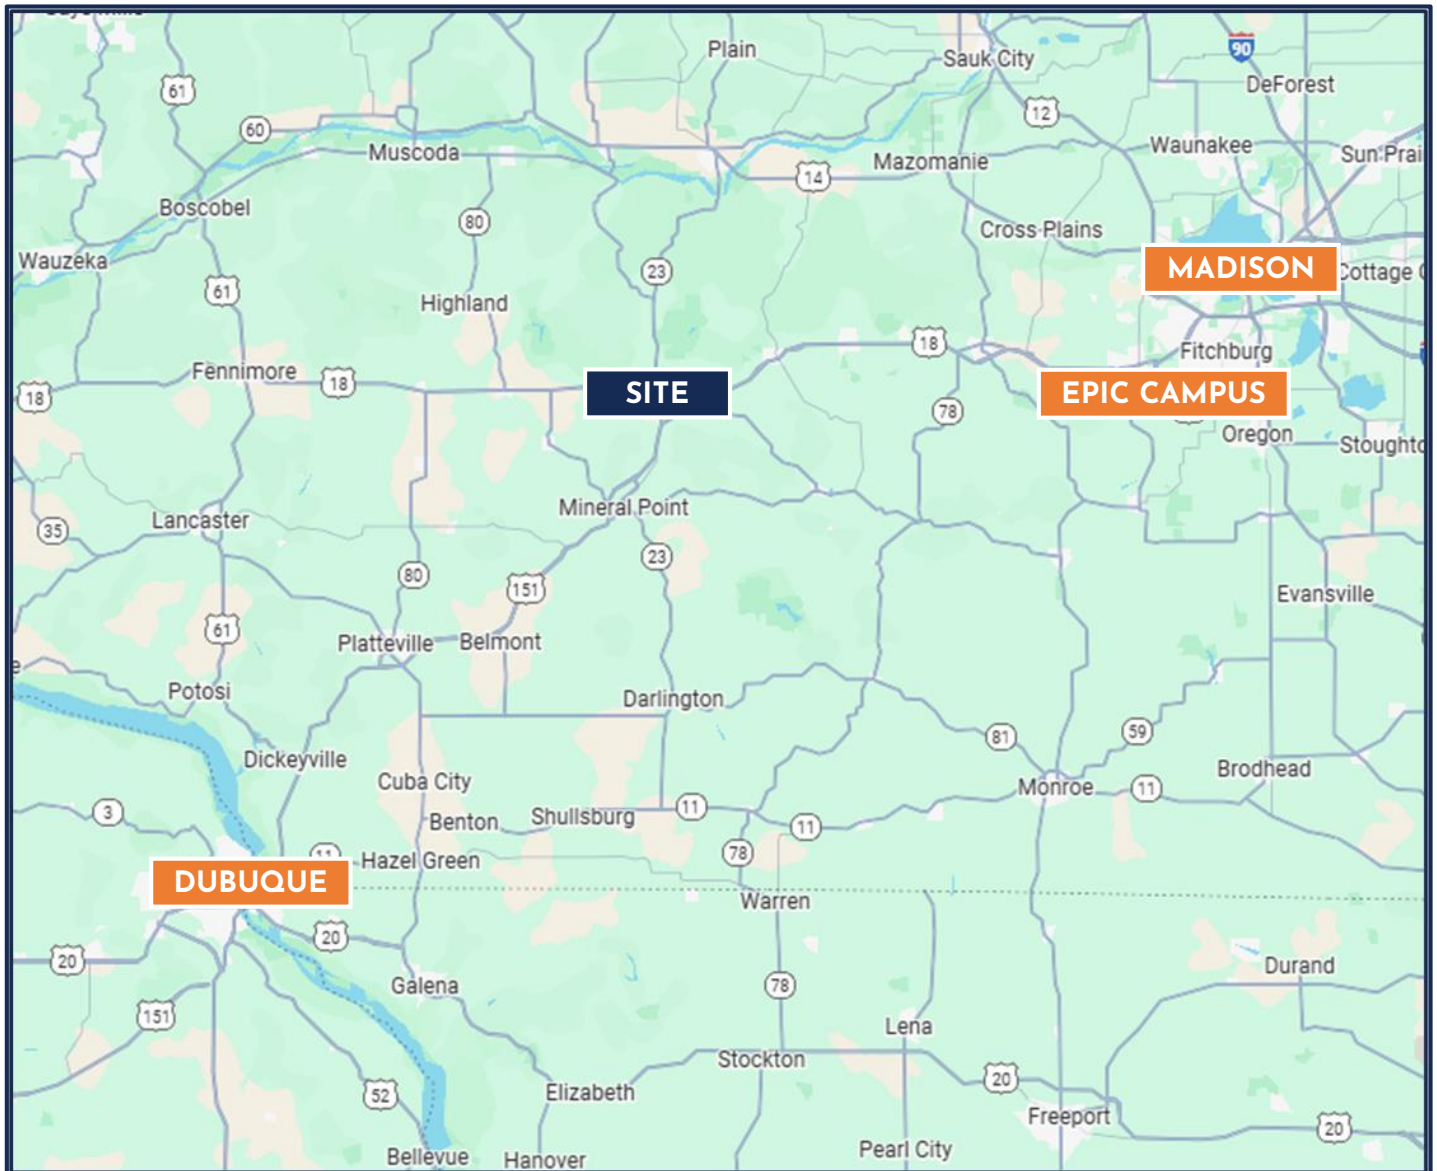 Plain
Sauk City
90
DeForest
61
12
60
Muscoda
Waunakee
Sun Prai
Mazomanie
14
Boscobel
80
Cross Plains
Wauzeka
23
MADISON
Cottage
61
Highland
18
Fitchburg
Fennimore
18
18
SITE
EPIC CAMPUS
78
Oregon
Stoughto
Mineral Point
Lancaster
35
23
80
151
Evansville
61
Platteville
Belmont
Potosi
Darlington
81
59
Dickeyville
Cuba City
Monroe
11
Brodhead
3
Benton
Shullsburg
11
11
78
11
Hazel Green
DUBUQUE
Warren
20
20
Durand
Galena
78
151
Lena
Stockton
20
52
Elizabeth
Freeport
20
Bellevue
Hanover
Pearl City